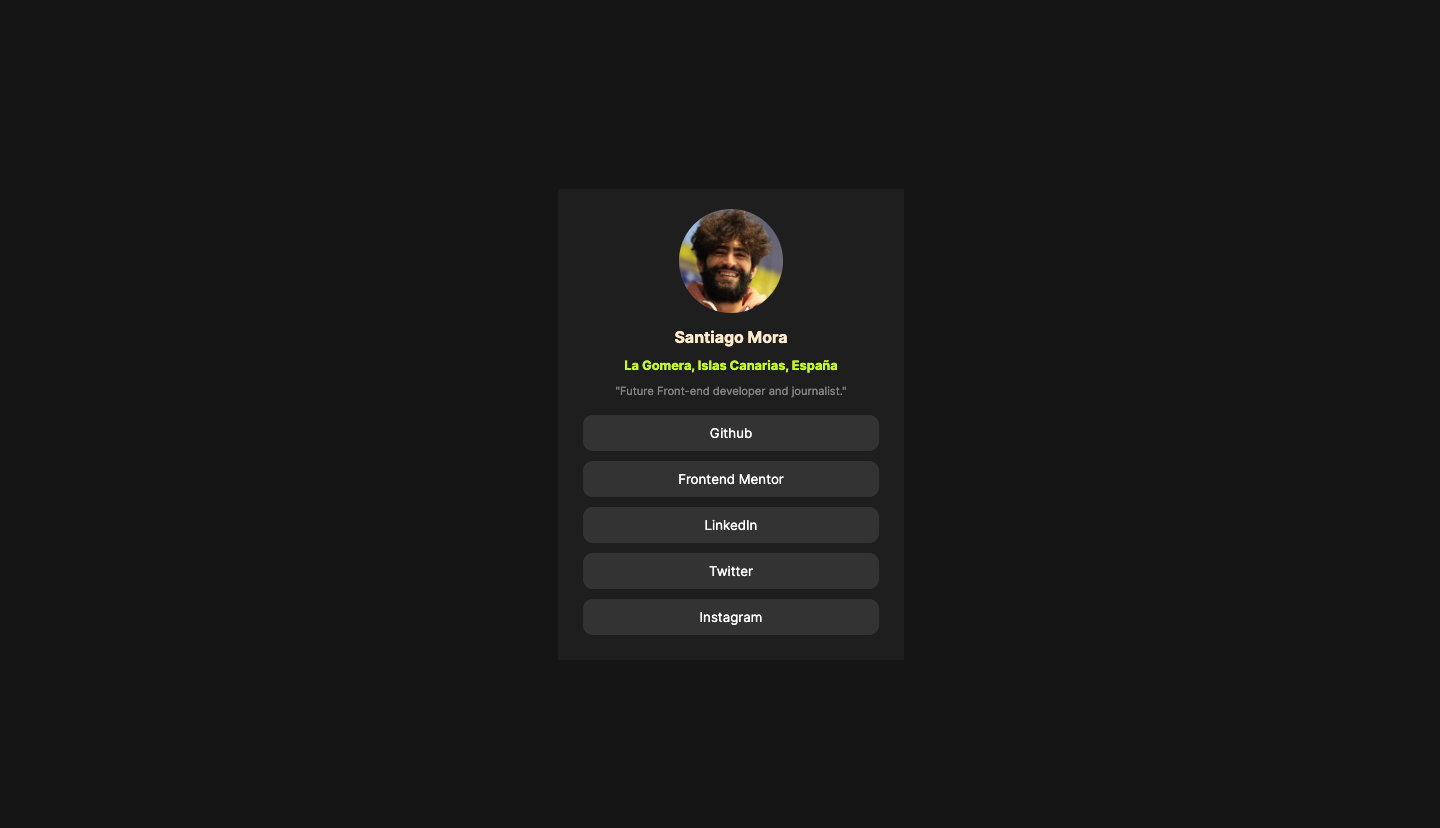 Santiago Mora
La Gomera, Islas Canarias, España
"Future Front-end developer and journalist."
Github
Frontend Mentor
LinkedIn
Twitter
Instagram